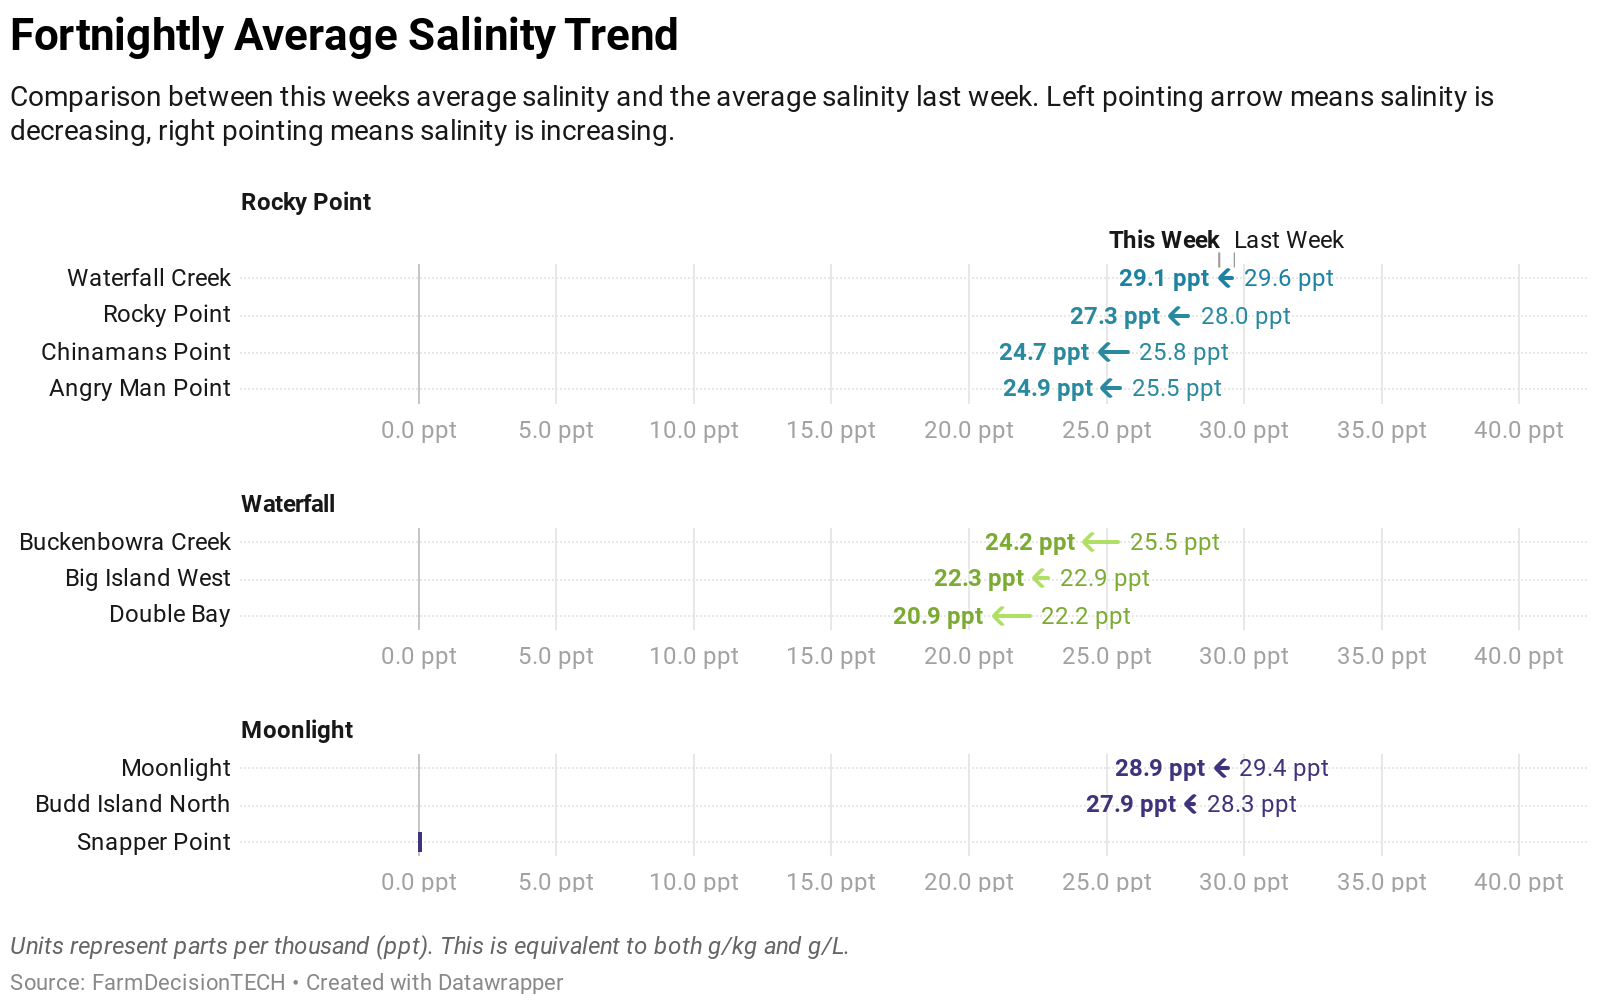 Fortnightly Average Salinity Trend
Comparison between this weeks average salinity and the average salinity last week. Left pointing arrow means salinity is
decreasing, right pointing means salinity is increasing.
Rocky Point
This Week Last Week
Waterfall Creek 29.1 ppt 29.6 ppt
Rocky Point 27.3 ppt 28.0 ppt
Chinamans Point 24.7 ppt 25.8 ppt
Angry Man Point 24.9 ppt 25.5 ppt
0.0 ppt 5.0 ppt 10.0 ppt 15.0 ppt 20.0 ppt 25.0 ppt 30.0 ppt 35.0 ppt 40.0 ppt
Waterfall
Buckenbowra Creek 24.2 ppt 25.5 ppt
Big Island West 22.3 ppt 22.9 ppt
Double Bay 20.9 ppt 22.2 ppt
0.0 ppt 5.0 ppt 10.0 ppt 15.0 ppt 20.0 ppt 25.0 ppt 30.0 ppt 35.0 ppt 40.0 ppt
Moonlight
Moonlight 28.9 ppt 29.4 ppt
Budd Island North 27.9 ppt 28.3 ppt
Snapper Point
0.0 ppt 5.0 ppt 10.0 ppt 15.0 ppt 20.0 ppt 25.0 ppt 30.0 ppt 35.0 ppt 40.0 ppt
Units represent parts per thousand (ppt). This is equivalent to both g/kg and g/L.
Source: FarmDecisionTECH • Created with Datawrapper